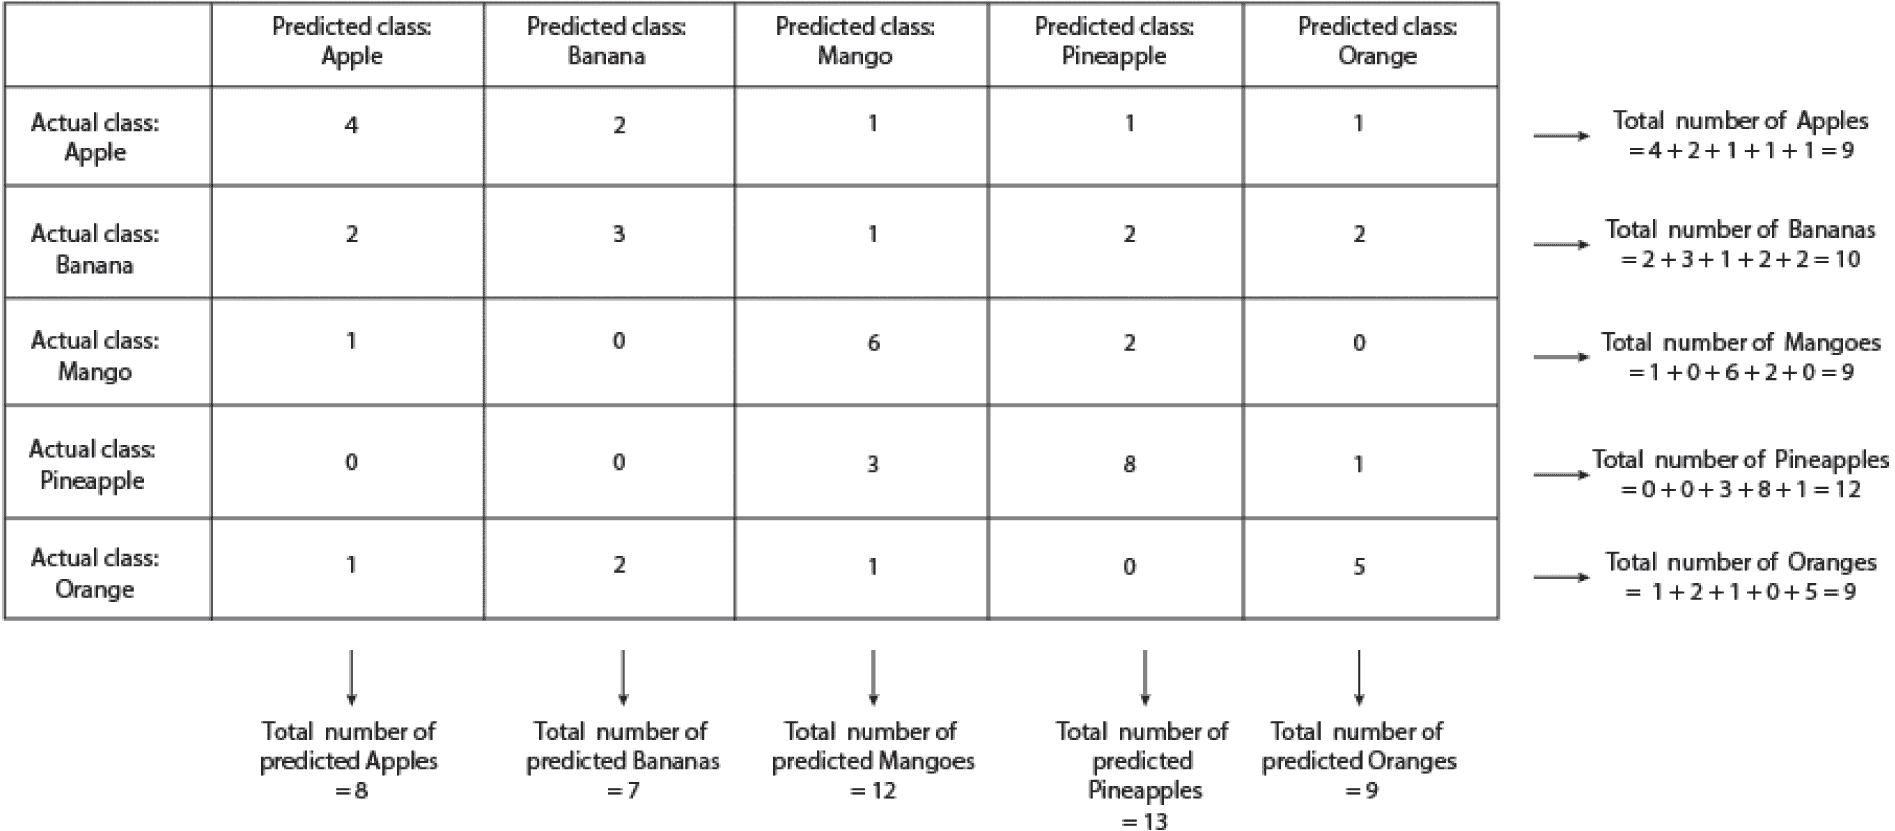 Predicted class: Apple
Predicted class: Banana
Predicted class: Mango
Predicted class: Pineapple
Predicted class: Orange
Actual class: Apple
4
2
1
1
1
Total number of Apples
= 4 + 2 + 1 + 1 + 1 = 9
Actual class: Banana
2
3
1
2
2
Total number of Bananas
= 2 + 3 + 1 + 2 + 2 = 10
Actual class: Mango
1
0
6
2
0
Total number of Mangoes
= 1 + 0 + 6 + 2 + 0 = 9
Actual class: Pineapple
0
0
3
8
1
Total number of Pineapples
= 0 + 0 + 3 + 8 + 1 = 12
Actual class: Orange
1
2
1
0
5
Total number of Oranges
= 1 + 2 + 1 + 0 + 5 = 9
Total number of
predicted Apples
= 8
Total number of
predicted Bananas
= 7
Total number of
predicted Mangoes
= 12
Total number of
predicted
Pineapples
= 13
Total number of
predicted Oranges
= 9